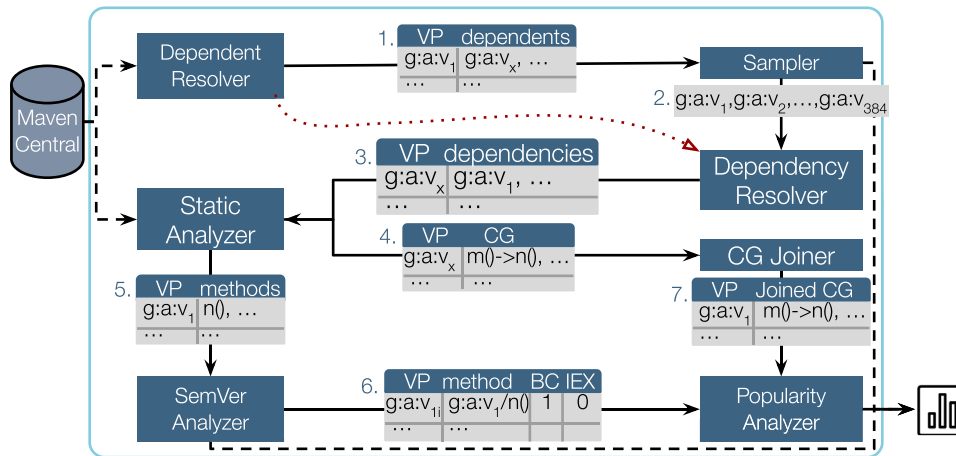 Maven
Central
Dependent
Resolver
1.
VP dependents
g:a:v1 g:a:vx, ...
... ...
Sampler
2.
g:a:v1,g:a:v2,...,g:a:v384
3.
VP dependencies
g:a:vx g:a:v1, ...
... ...
Dependency
Resolver
Static
Analyzer
4.
VP CG
g:a:vx m()->n(), ...
... ...
CG Joiner
5.
VP methods
g:a:v1 n(), ...
... ...
7.
VP Joined CG
g:a:v1 m()->n(), ...
... ...
SemVer
Analyzer
6.
VP method BC IEX
g:a:v1i g:a:v1/n() 1 0
... ...
Popularity
Analyzer